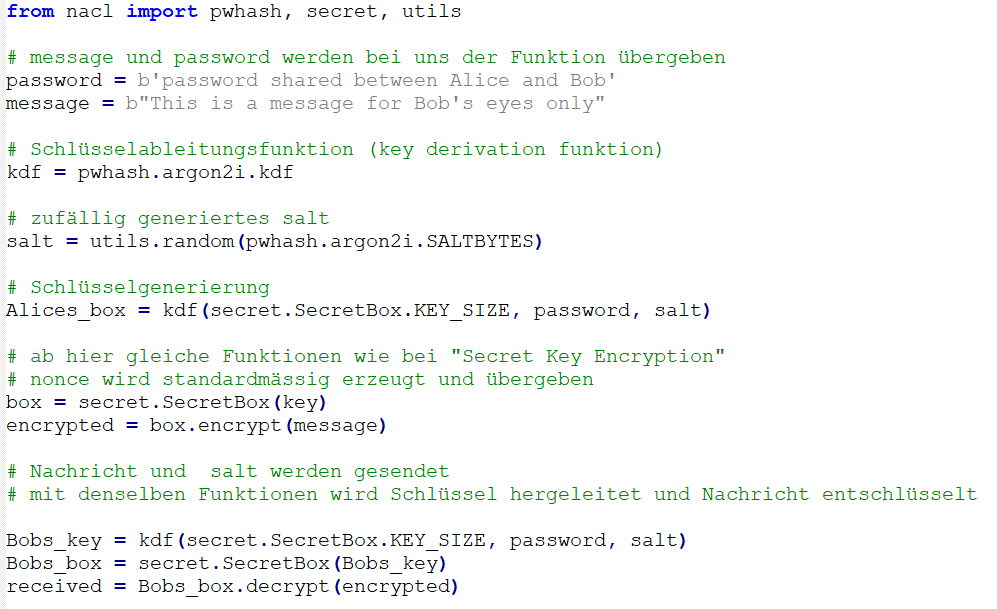 from nacl import pwhash, secret, utils
# message und password werden bei uns der Funktion übergeben
password = b'password shared between Alice and Bob'
message = b"This is a message for Bob's eyes only"
# Schlüsselableitungsfunktion (key derivation funktion)
kdf = pwhash.argon2i.kdf
# zufällig generiertes salt
salt = utils.random(pwhash.argon2i.SALTBYTES)
# Schlüsselgenerierung
Alices_box = kdf(secret.SecretBox.KEY_SIZE, password, salt)
# ab hier gleiche Funktionen wie bei "Secret Key Encryption"
# nonce wird standardmässig erzeugt und übergeben
box = secret.SecretBox(key)
encrypted = box.encrypt(message)
# Nachricht und  salt werden gesendet
# mit denselben Funktionen wird Schlüssel hergeleitet und Nachricht entschlüsselt
Bobs_key = kdf(secret.SecretBox.KEY_SIZE, password, salt)
Bobs_box = secret.SecretBox(Bobs_key)
received = Bobs_box.decrypt(encrypted)